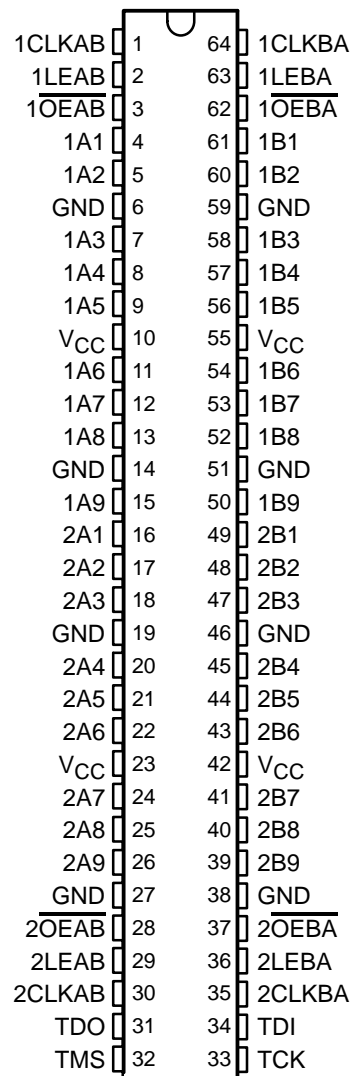 1CLKAB 1 64 1CLKBA
1LEAB 2 63 1LEBA
1O̅E̅A̅B̅ 3 62 1O̅E̅B̅A̅
1A1 4 61 1B1
1A2 5 60 1B2
GND 6 59 GND
1A3 7 58 1B3
1A4 8 57 1B4
1A5 9 56 1B5
VCC 10 55 VCC
1A6 11 54 1B6
1A7 12 53 1B7
1A8 13 52 1B8
GND 14 51 GND
1A9 15 50 1B9
2A1 16 49 2B1
2A2 17 48 2B2
2A3 18 47 2B3
GND 19 46 GND
2A4 20 45 2B4
2A5 21 44 2B5
2A6 22 43 2B6
VCC 23 42 VCC
2A7 24 41 2B7
2A8 25 40 2B8
2A9 26 39 2B9
GND 27 38 GND
2O̅E̅A̅B̅ 28 37 2O̅E̅B̅A̅
2LEAB 29 36 2LEBA
2CLKAB 30 35 2CLKBA
TDO 31 34 TDI
TMS 32 33 TCK